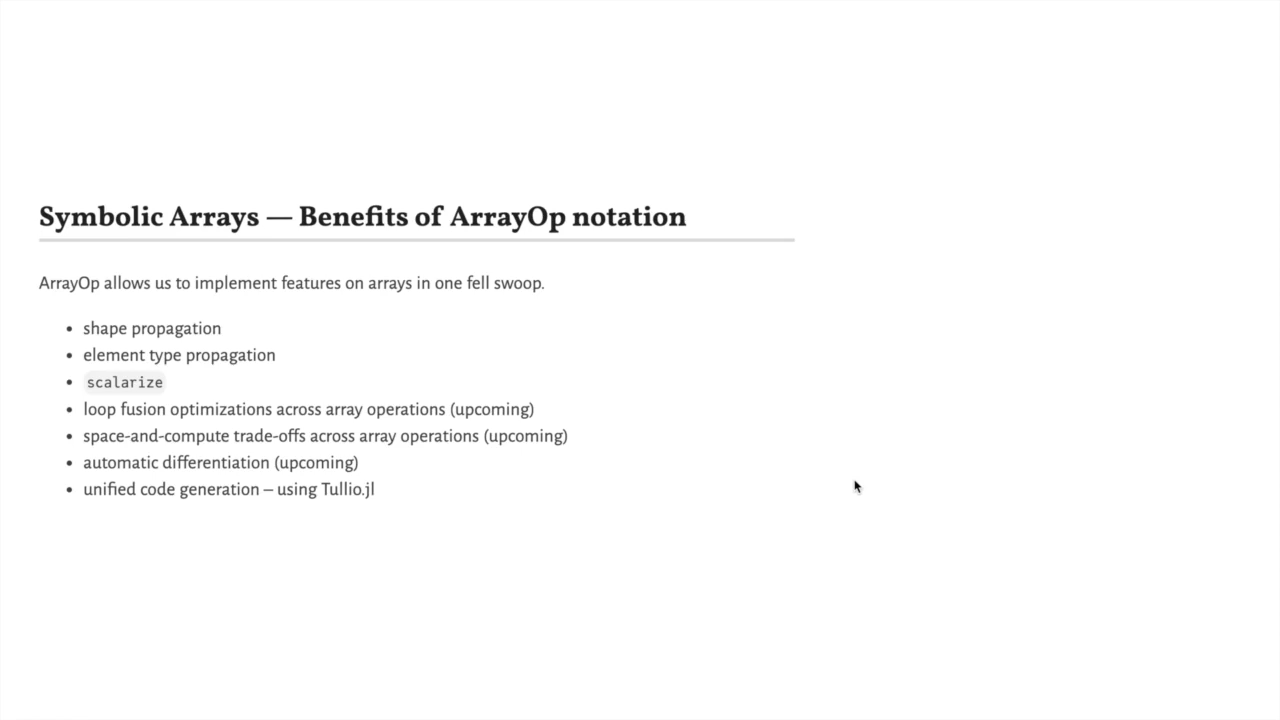 Symbolic Arrays — Benefits of ArrayOp notation
ArrayOp allows us to implement features on arrays in one fell swoop.
• shape propagation
• element type propagation
• scalarize
• loop fusion optimizations across array operations (upcoming)
• space-and-compute trade-offs across array operations (upcoming)
• automatic differentiation (upcoming)
• unified code generation – using Tullio.jl